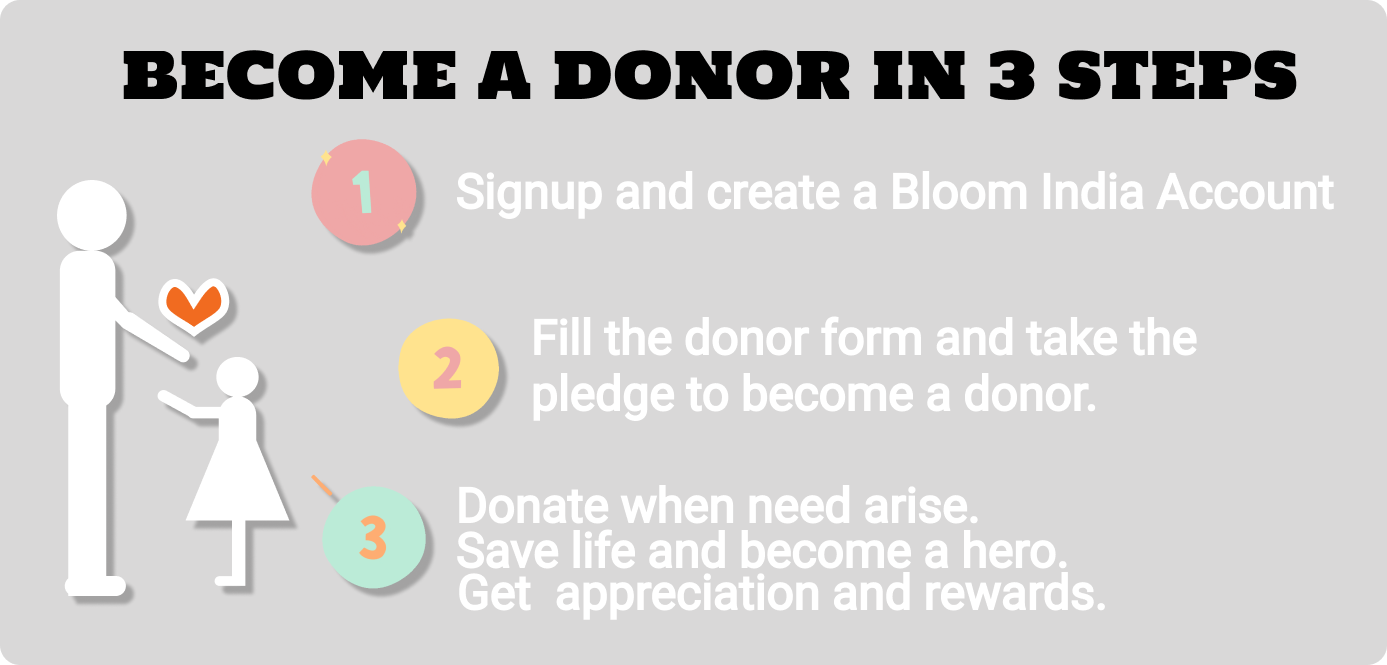 BECOME A DONOR IN 3 STEPS
1
Signup and create a Bloom India Account
2
Fill the donor form and take the
pledge to become a donor.
3
Donate when need arise.
Save life and become a hero.
Get appreciation and rewards.